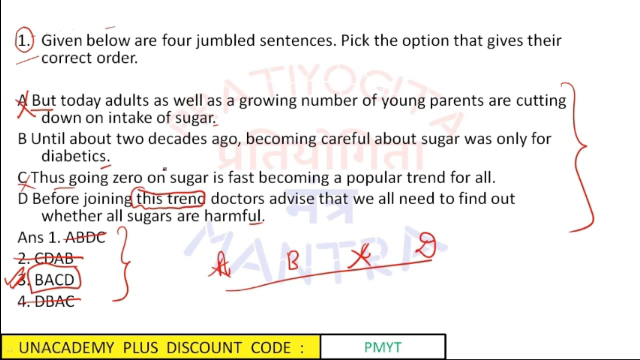 1. Given below are four jumbled sentences. Pick the option that gives their
correct order.
A But today adults as well as a growing number of young parents are cutting
down on intake of sugar.
B Until about two decades ago, becoming careful about sugar was only for
diabetics.
C Thus going zero on sugar is fast becoming a popular trend for all.
D Before joining this trend doctors advise that we all need to find out
whether all sugars are harmful.
Ans 1. ABDC
2. CDAB
3. BACD
4. DBAC
A B X D
PRATIYOGITA
प्रतियोगिता
मंत्र
MANTRA
UNACADEMY PLUS DISCOUNT CODE : PMYT